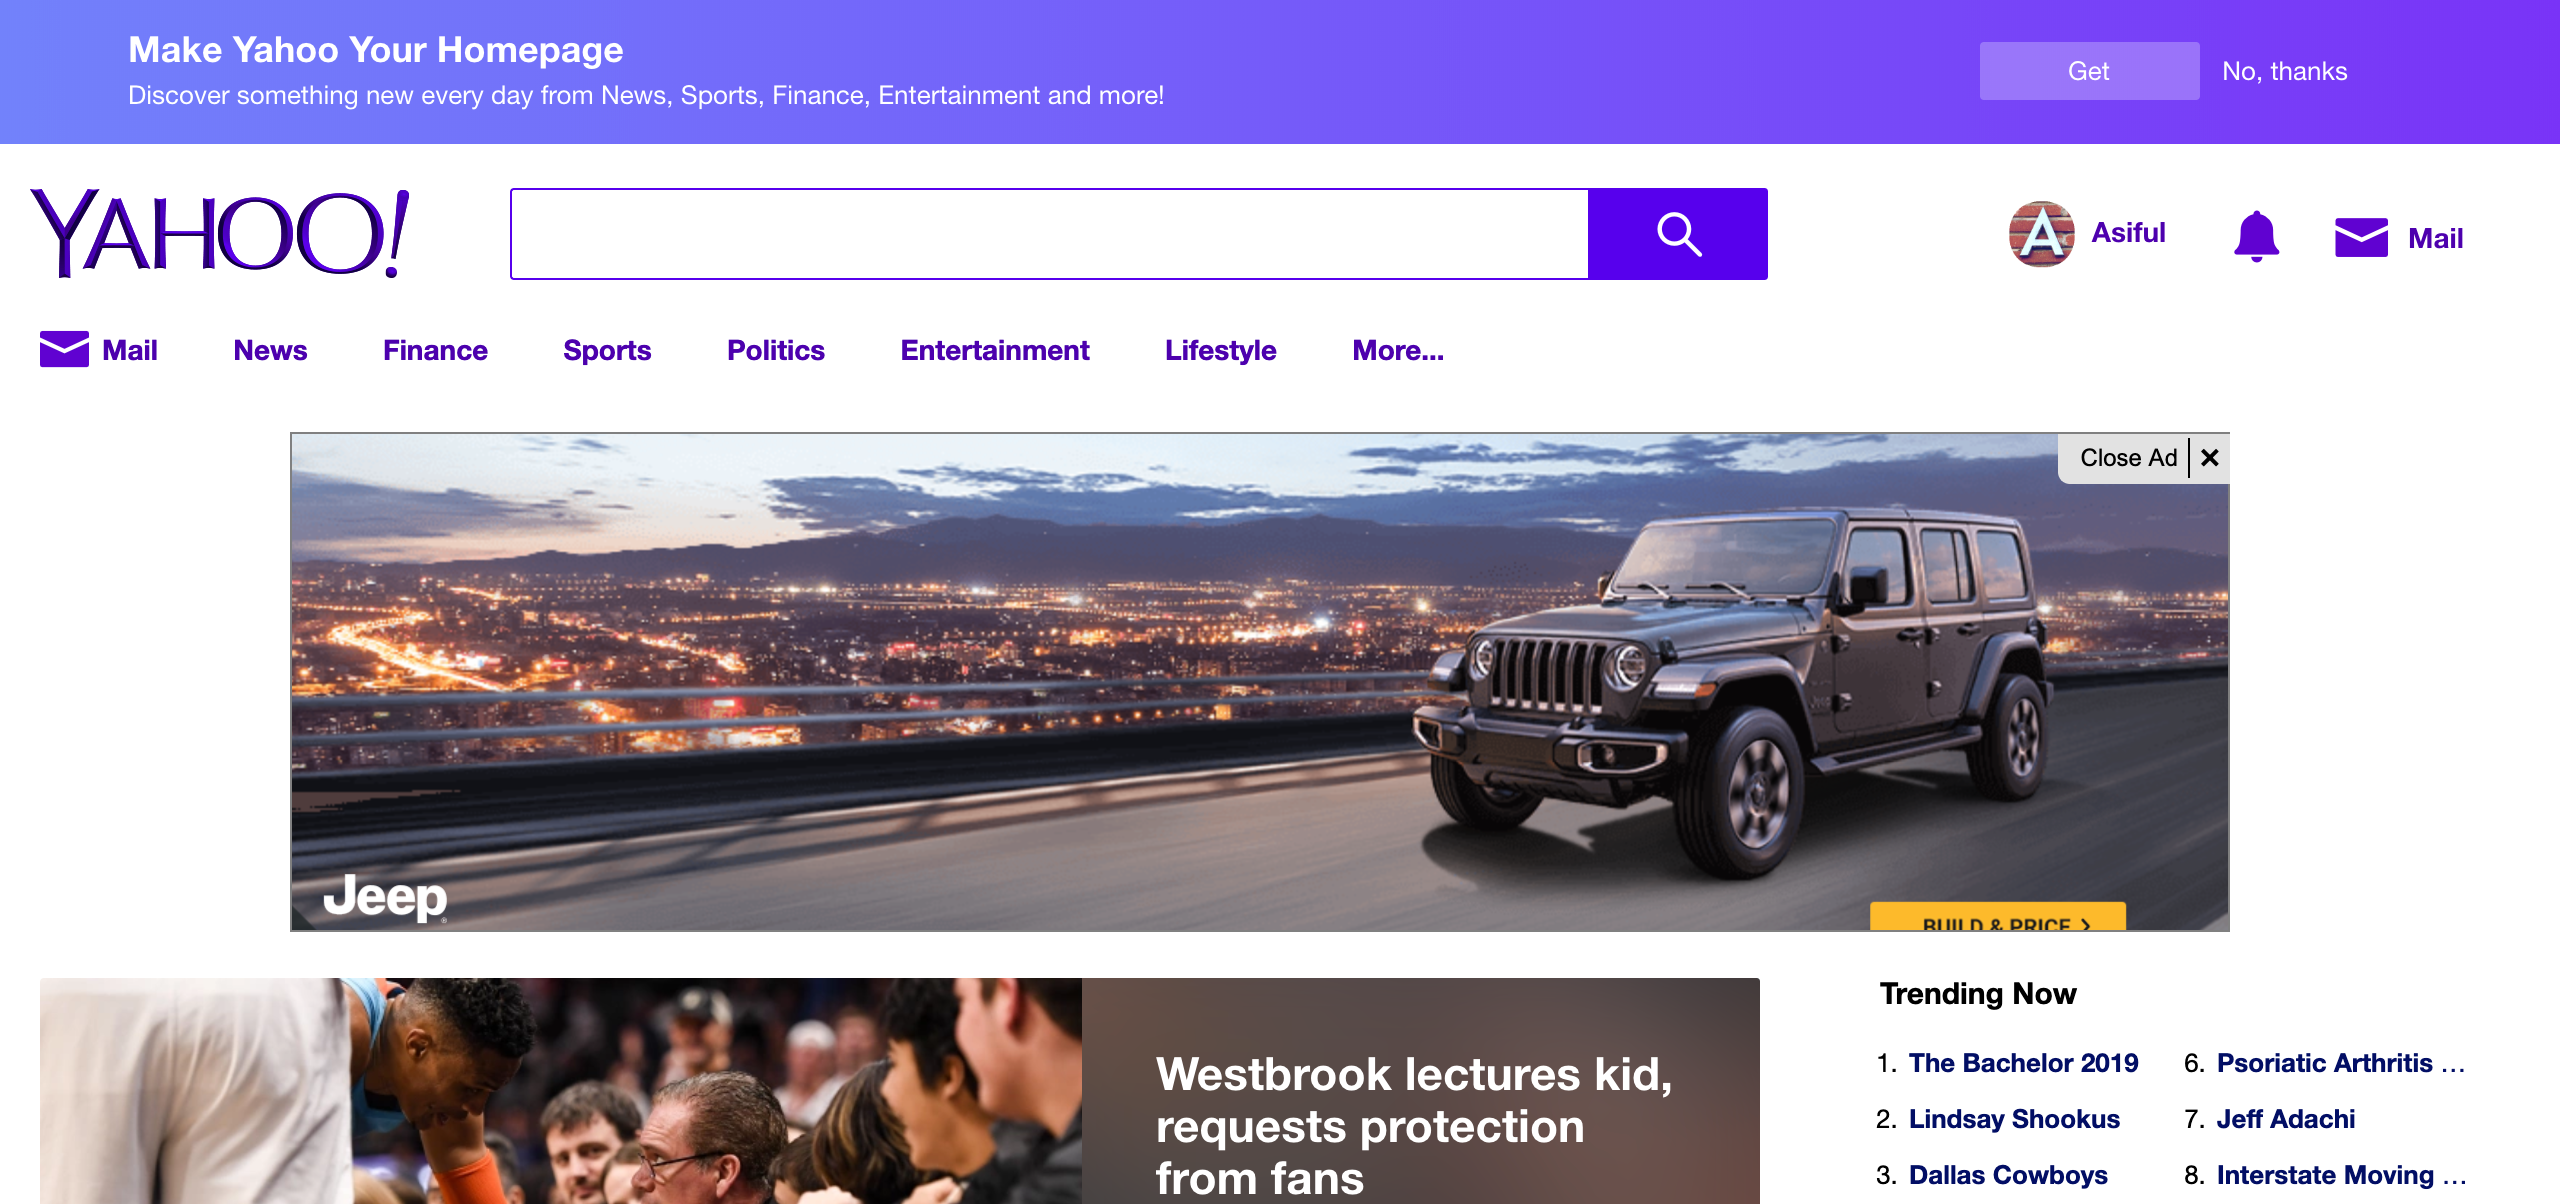 Make Yahoo Your Homepage
Discover something new every day from News, Sports, Finance, Entertainment and more!
Get
No, thanks
YAHOO!
A
Asiful
Mail
Mail
News
Finance
Sports
Politics
Entertainment
Lifestyle
More...
Close Ad
Jeep
BUILD & PRICE
Westbrook lectures kid,
requests protection
from fans
Trending Now
1. The Bachelor 2019
2. Lindsay Shookus
3. Dallas Cowboys
6. Psoriatic Arthritis ...
7. Jeff Adachi
8. Interstate Moving ...